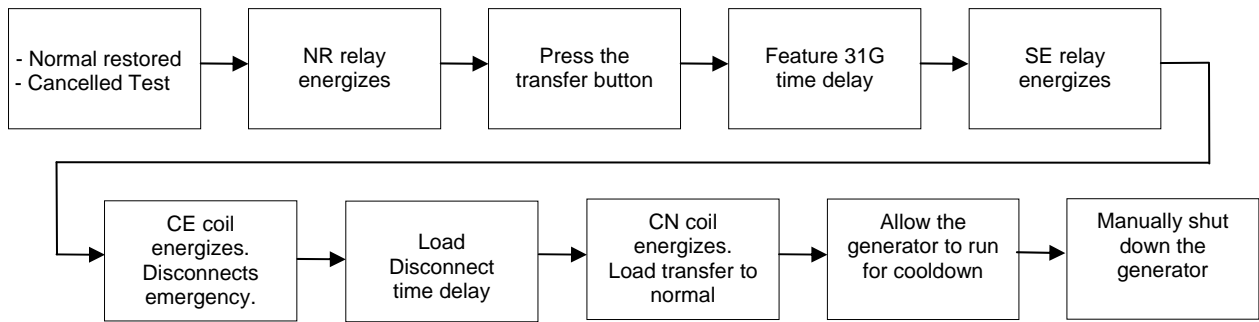 - Normal restored
- Cancelled Test
NR relay
energizes
Press the
transfer button
Feature 31G
time delay
SE relay
energizes
CE coil
energizes.
Disconnects
emergency.
Load
Disconnect
time delay
CN coil
energizes.
Load transfer to
normal
Allow the
generator to run
for cooldown
Manually shut
down the
generator